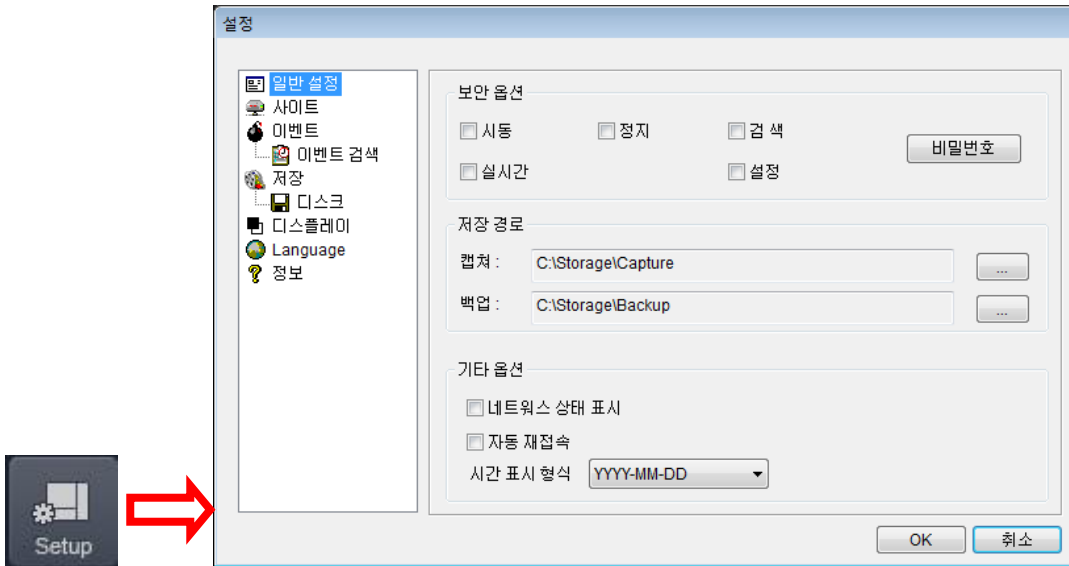 설정
일반 설정
사이트
이벤트
이벤트 검색
저장
디스크
디스플레이
Language
정보
보안 옵션
시동 정지 검 색
비밀번호
실시간 설정
저장 경로
캡쳐 : C:\Storage\Capture ...
백업 : C:\Storage\Backup ...
기타 옵션
네트워스 상태 표시
자동 재접속
시간 표시 형식 YYYY-MM-DD
OK 취소
Setup